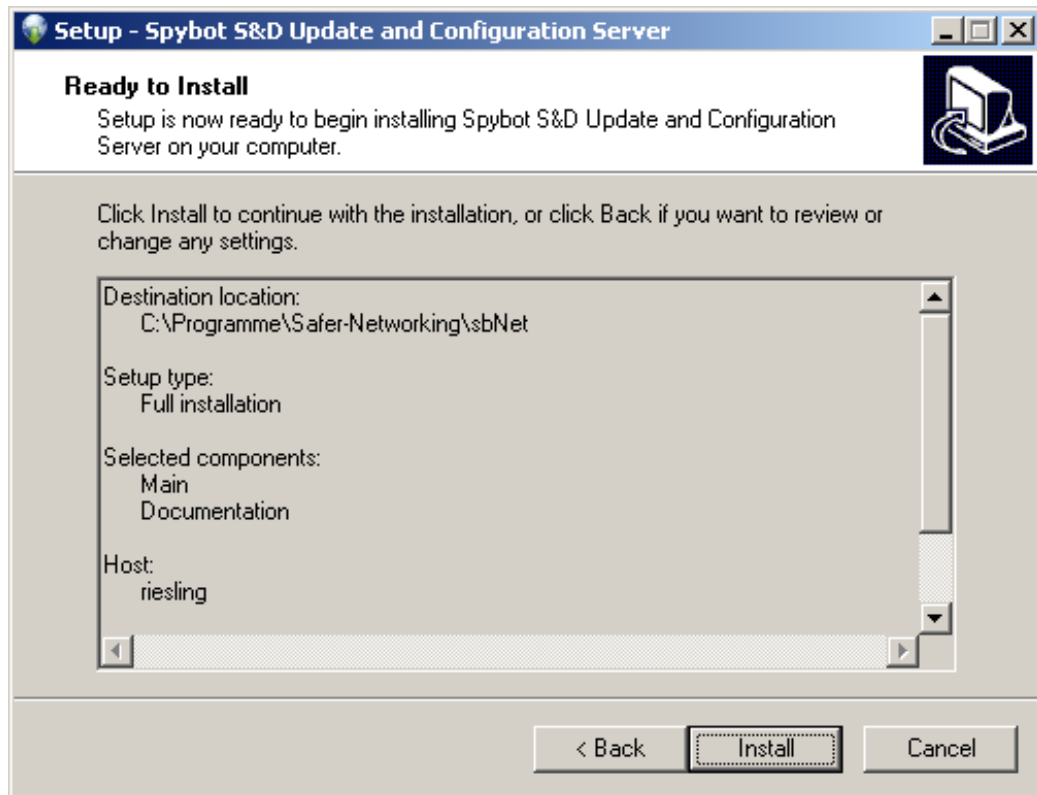 Setup - Spybot S&D Update and Configuration Server
Ready to Install
Setup is now ready to begin installing Spybot S&D Update and Configuration
Server on your computer.
Click Install to continue with the installation, or click Back if you want to review or
change any settings.
Destination location:
C:\Programme\Safer-Networking\sbNet
Setup type:
Full installation
Selected components:
Main
Documentation
Host:
riesling
< Back
Install
Cancel